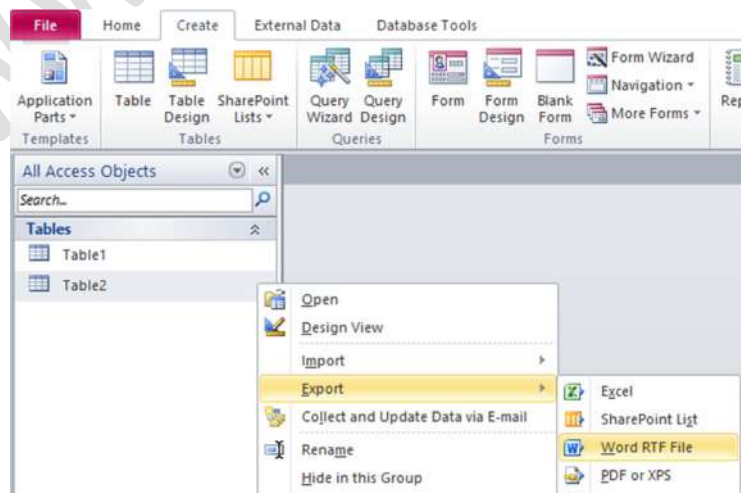 File Home Create External Data Database Tools
Form Wizard
Navigation
Application Parts Table Table Design SharePoint Lists Query Wizard Query Design Form Form Design Blank Form More Forms
Templates Tables Queries Forms
All Access Objects
Search...
Tables
Table1
Table2
Open
Design View
Import
Export Excel
Collect and Update Data via E-mail SharePoint List
Rename Word RTF File
Hide in this Group PDF or XPS